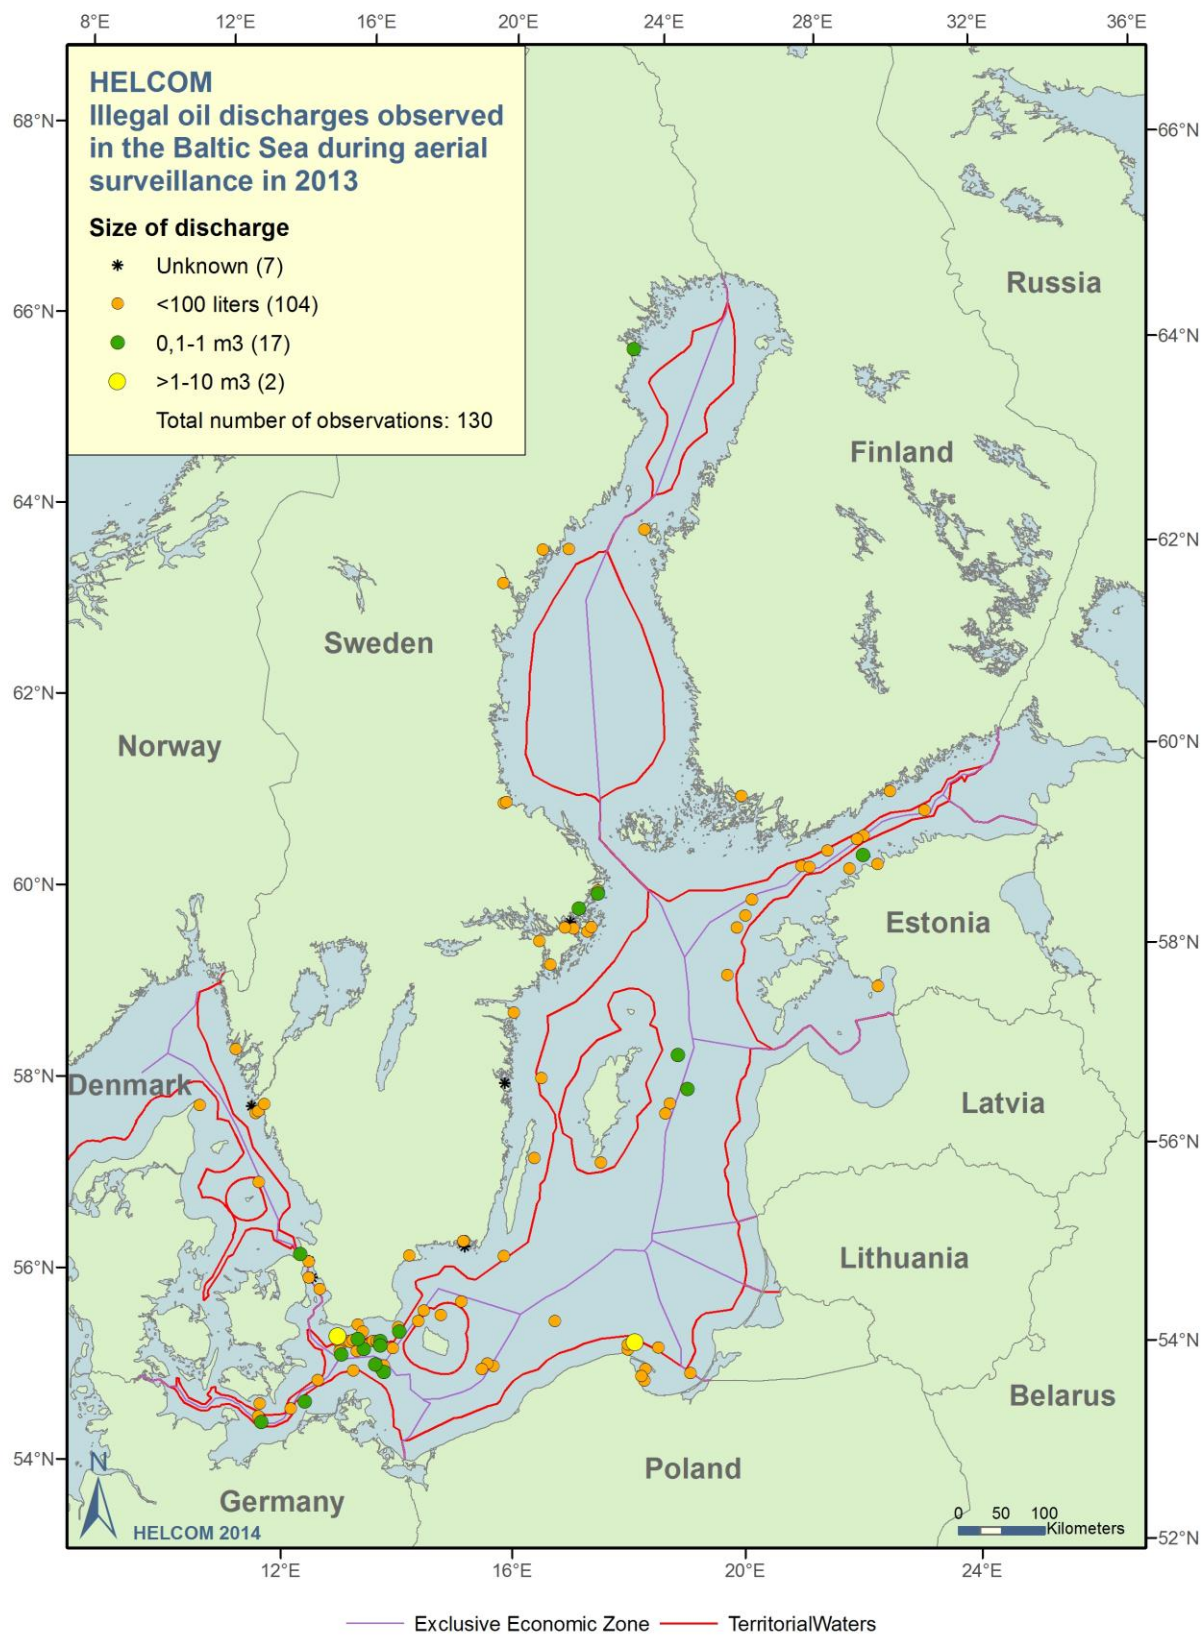 8°E 12°E 16°E 20°E 24°E 28°E 32°E 36°E
HELCOM
Illegal oil discharges observed
in the Baltic Sea during aerial
surveillance in 2013
Size of discharge
Unknown (7)
<100 liters (104)
0,1-1 m3 (17)
>1-10 m3 (2)
Total number of observations: 130
68°N
66°N
64°N
62°N
60°N
58°N
56°N
54°N
66°N
64°N
62°N
60°N
58°N
56°N
54°N
52°N
Russia
Finland
Sweden
Norway
Estonia
Denmark
Latvia
Lithuania
Belarus
Poland
Germany
N
HELCOM 2014
0 50 100
Kilometers
12°E 16°E 20°E 24°E
Exclusive Economic Zone TerritorialWaters